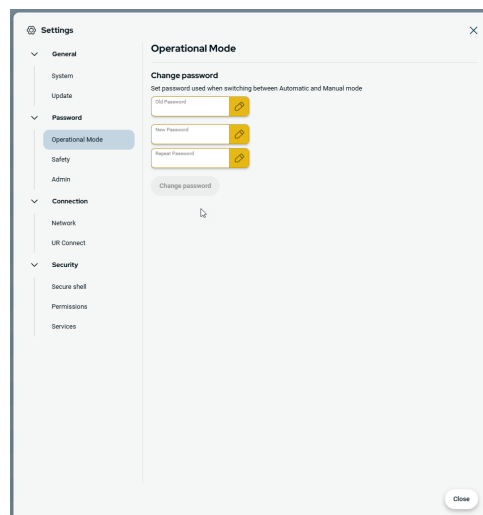 Settings
General
System
Update
Password
Operational Mode
Safety
Admin
Connection
Network
UR Connect
Security
Secure shell
Permissions
Services
Operational Mode
Change password
Set password used when switching between Automatic and Manual mode
Old Password
New Password
Repeat Password
Change password
Close